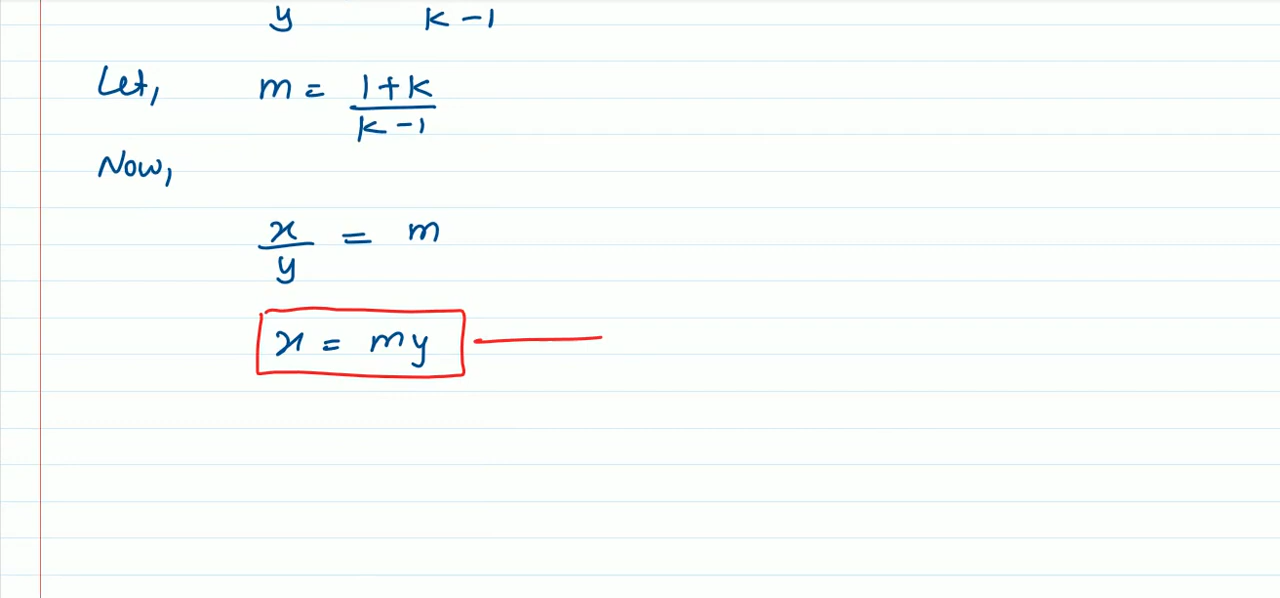 y k - 1
Let, m = 1 + k
k - 1
Now,
x = m
y
x = my